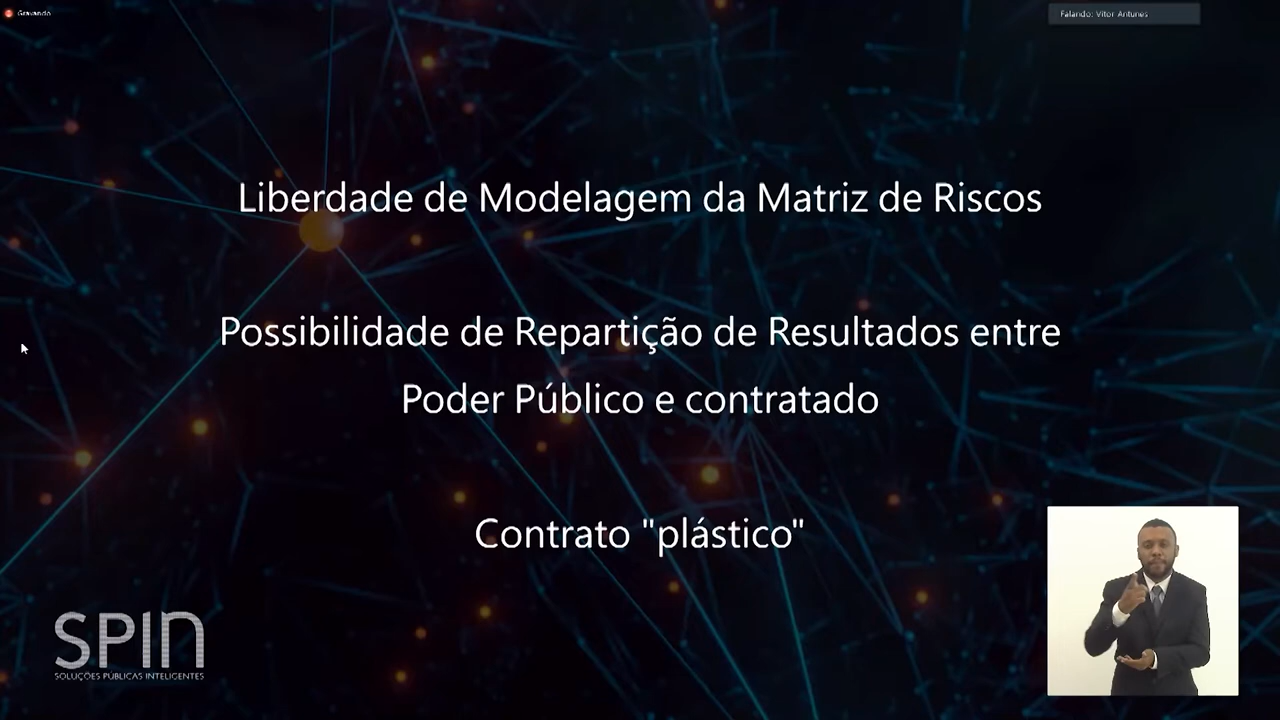 Gravando
Falando: Vitor Antunes
Liberdade de Modelagem da Matriz de Riscos
Possibilidade de Repartição de Resultados entre
Poder Público e contratado
Contrato "plástico"
SPIN
SOLUÇÕES PÚBLICAS INTELIGENTES